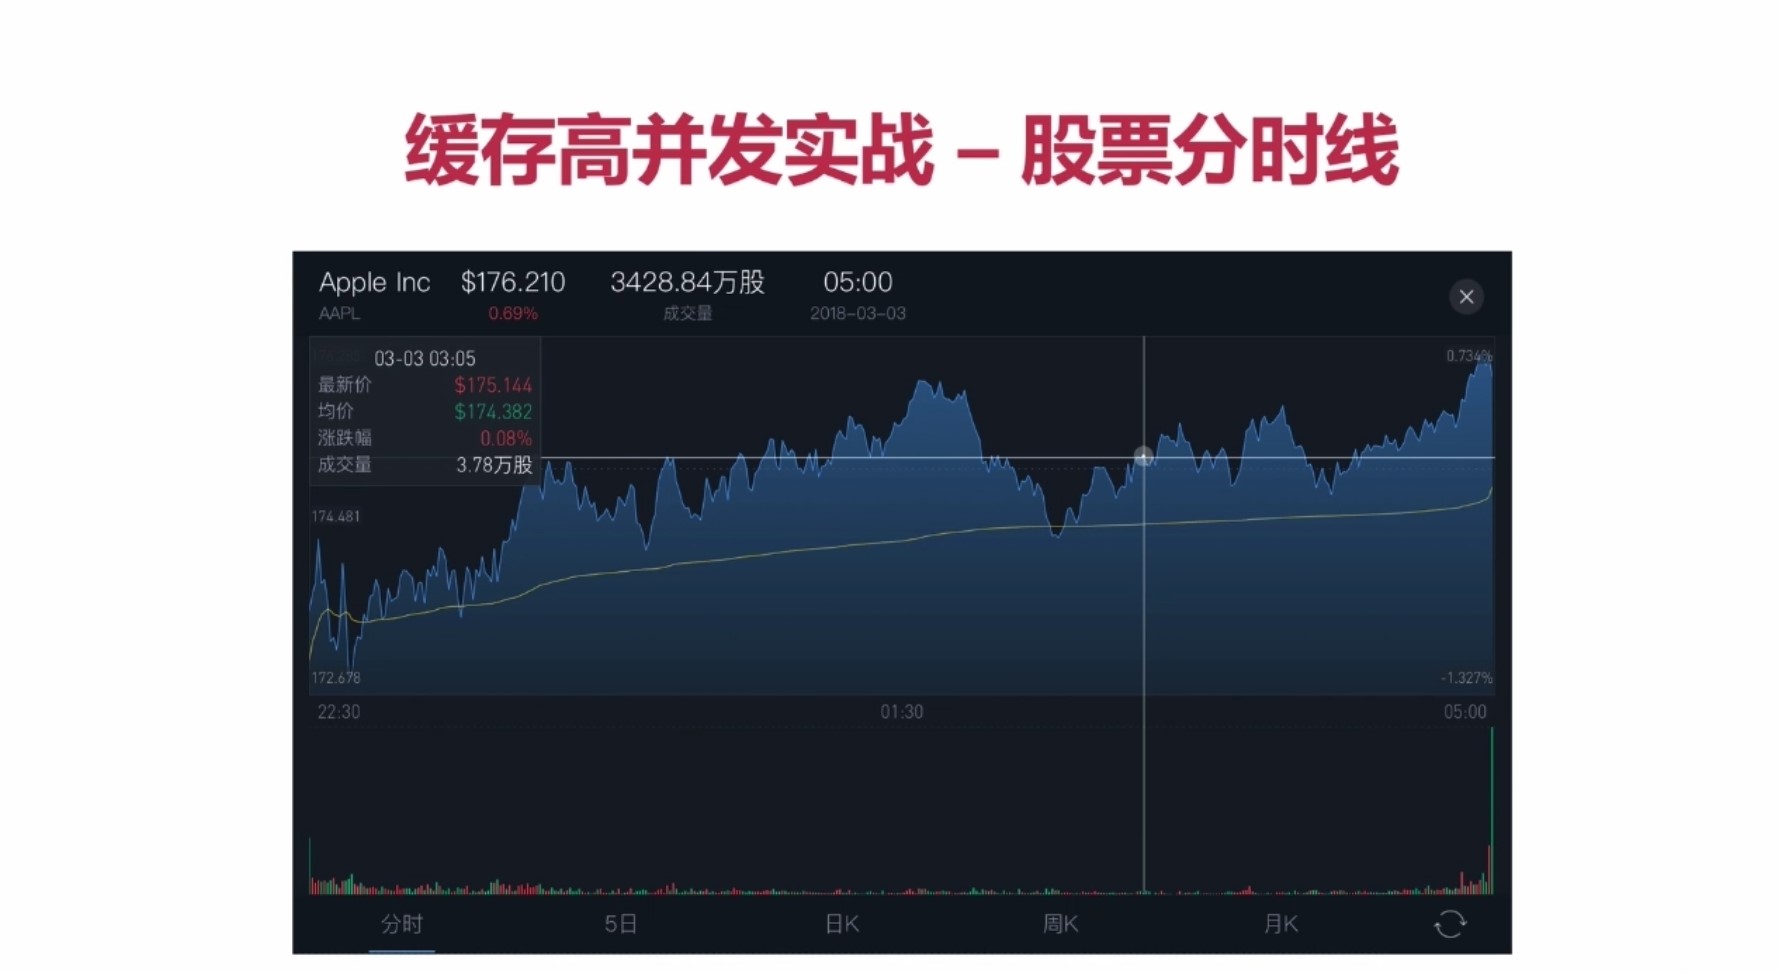 缓存高并发实战 – 股票分时线
Apple Inc $176.210 3428.84万股 05:00
AAPL 0.69% 成交量 2018-03-03
03-03 03:05 0.734%
最新价 $175.144
均价 $174.382
涨跌幅 0.08%
成交量 3.78万股
174.481
172.678 -1.327%
22:30 01:30 05:00
分时 5日 日K 周K 月K